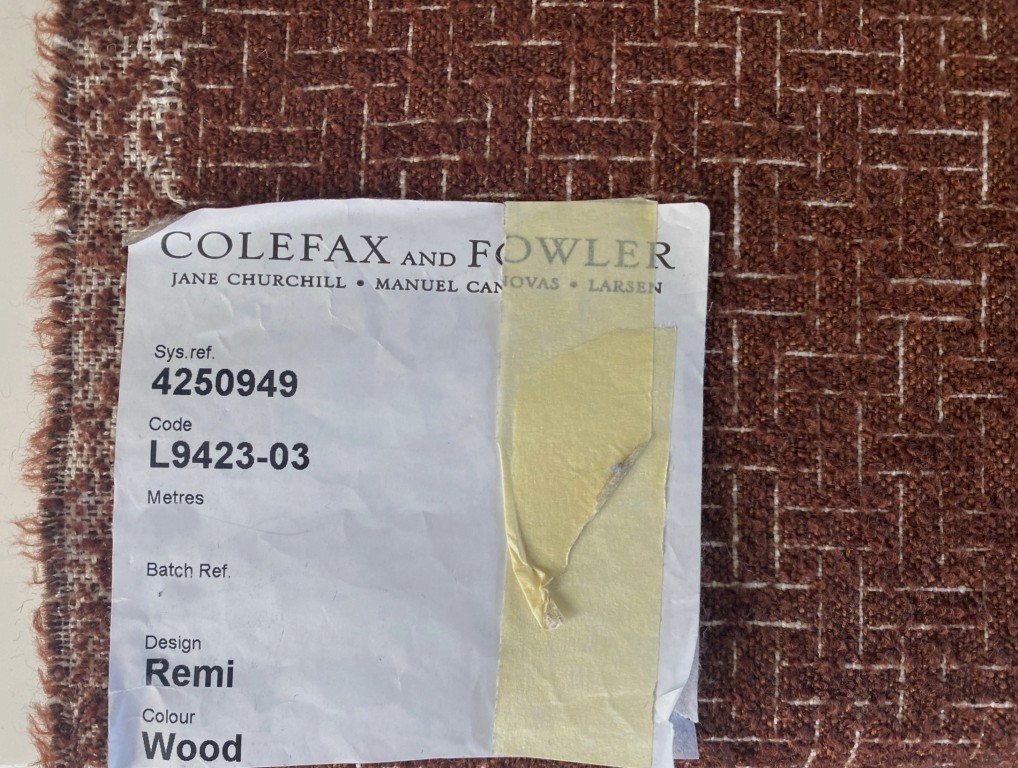 COLEFAX AND FOWLER
JANE CHURCHILL • MANUEL CANOVAS • LARSEN
Sys.ref.
4250949
Code
L9423-03
Metres
Batch Ref.
Design
Remi
Colour
Wood